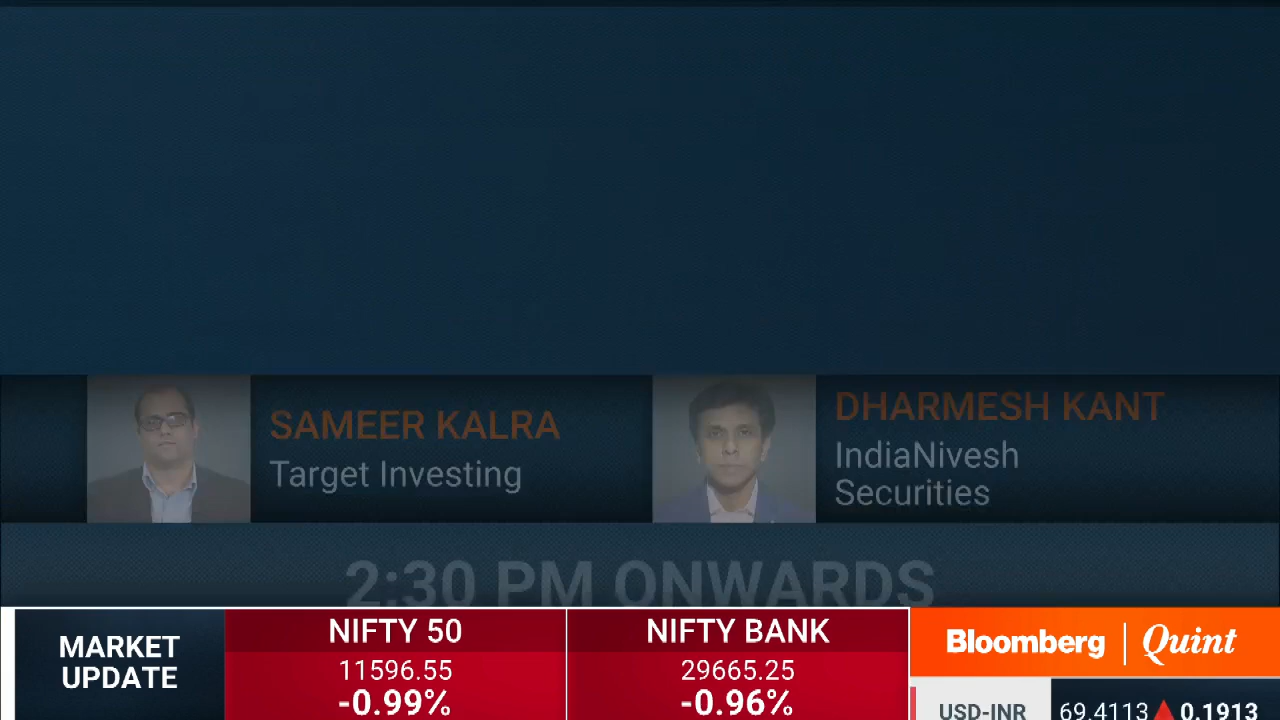 SAMEER KALRA
Target Investing
DHARMESH KANT
IndiaNivesh
Securities
2:30 PM ONWARDS
MARKET
UPDATE
NIFTY 50
11596.55
-0.99%
NIFTY BANK
29665.25
-0.96%
Bloomberg | Quint
USD-INR
69.4113 ▲ 0.1913